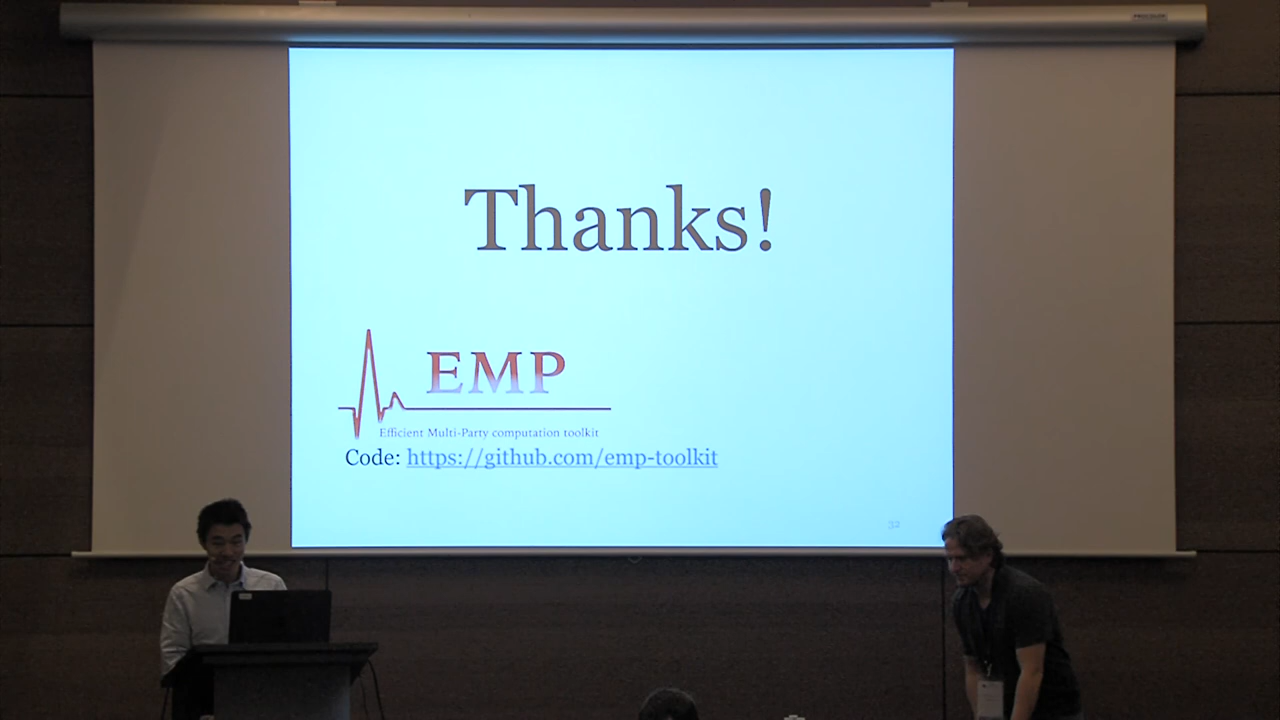 Thanks!
EMP
Efficient Multi-Party computation toolkit
Code: https://github.com/emp-toolkit
32